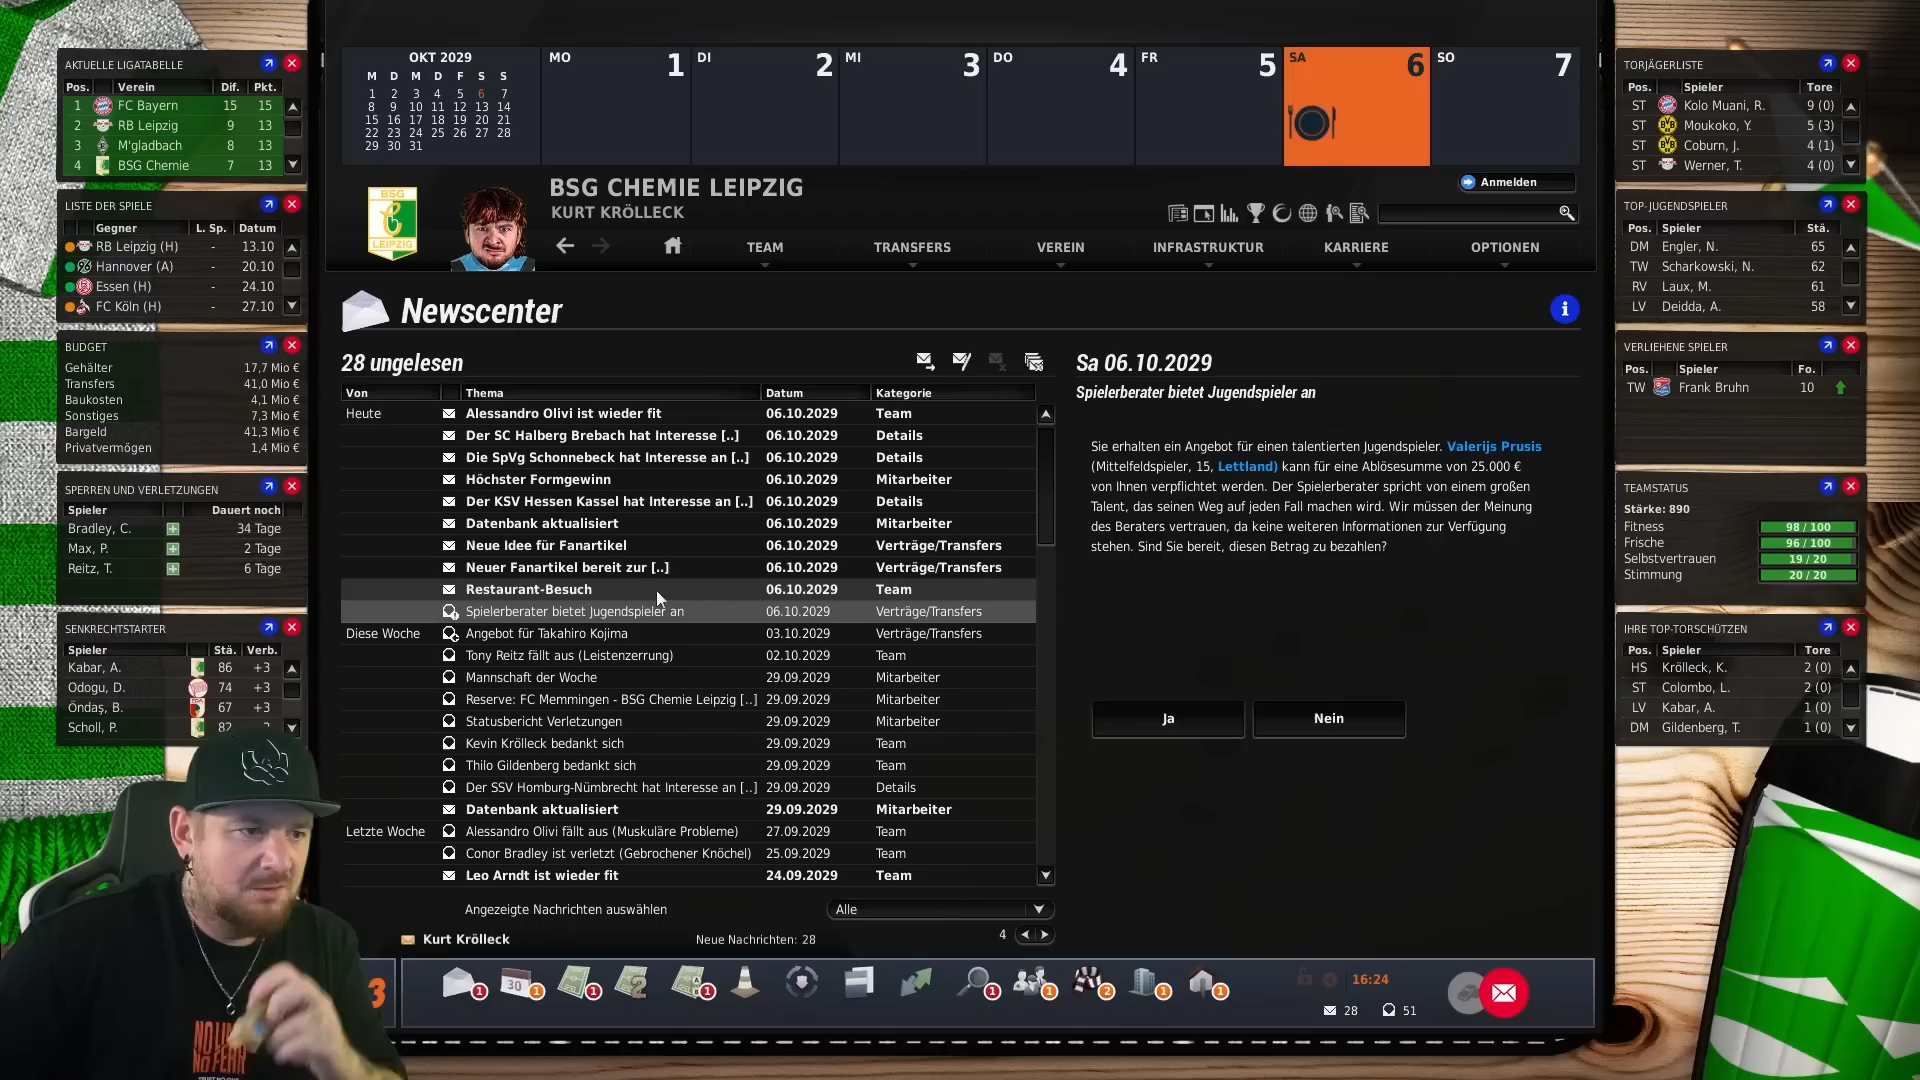 AKTUELLE LIGATABELLE
Pos. Verein Dif. Pkt.
1 FC Bayern 15 15
2 RB Leipzig 9 13
3 M'gladbach 8 13
4 BSG Chemie 7 13
LISTE DER SPIELE
Gegner L. Sp. Datum
RB Leipzig (H) - 13.10
Hannover (A) - 20.10
Essen (H) - 24.10
FC Köln (H) - 27.10
BUDGET
Gehälter 17,7 Mio €
Transfers 41,0 Mio €
Baukosten 4,1 Mio €
Sonstiges 7,3 Mio €
Bargeld 41,3 Mio €
Privatvermögen 1,4 Mio €
SPERREN UND VERLETZUNGEN
Spieler Dauert noch
Bradley, C. 34 Tage
Max, P. 2 Tage
Reitz, T. 6 Tage
SENKRECHTSTARTER
Spieler Stä. Verb.
Kabar, A. 86 +3
Odogu, D. 74 +3
Öndaş, B. 67 +3
Scholl, P. 82
OKT 2029
M D M D F S S
1 2 3 4 5 6 7
8 9 10 11 12 13 14
15 16 17 18 19 20 21
22 23 24 25 26 27 28
29 30 31
MO 1 DI 2 MI 3 DO 4 FR 5 SA 6 SO 7
BSG CHEMIE LEIPZIG
KURT KRÖLLECK
BSG
LEIPZIG
Anmelden
TEAM TRANSFERS VEREIN INFRASTRUKTUR KARRIERE OPTIONEN
Newscenter
28 ungelesen
Von Thema Datum Kategorie
Heute Alessandro Olivi ist wieder fit 06.10.2029 Team
Der SC Halberg Brebach hat Interesse [..] 06.10.2029 Details
Die SpVg Schonnebeck hat Interesse an [..] 06.10.2029 Details
Höchster Formgewinn 06.10.2029 Mitarbeiter
Der KSV Hessen Kassel hat Interesse an [..] 06.10.2029 Details
Datenbank aktualisiert 06.10.2029 Mitarbeiter
Neue Idee für Fanartikel 06.10.2029 Verträge/Transfers
Neuer Fanartikel bereit zur [..] 06.10.2029 Verträge/Transfers
Restaurant-Besuch 06.10.2029 Team
Spielerberater bietet Jugendspieler an 06.10.2029 Verträge/Transfers
Diese Woche Angebot für Takahiro Kojima 03.10.2029 Verträge/Transfers
Tony Reitz fällt aus (Leistenzerrung) 02.10.2029 Team
Mannschaft der Woche 29.09.2029 Mitarbeiter
Reserve: FC Memmingen - BSG Chemie Leipzig [..] 29.09.2029 Mitarbeiter
Statusbericht Verletzungen 29.09.2029 Mitarbeiter
Kevin Krölleck bedankt sich 29.09.2029 Team
Thilo Gildenberg bedankt sich 29.09.2029 Team
Der SSV Homburg-Nümbrecht hat Interesse an [..] 29.09.2029 Details
Datenbank aktualisiert 29.09.2029 Mitarbeiter
Letzte Woche Alessandro Olivi fällt aus (Muskuläre Probleme) 27.09.2029 Team
Conor Bradley ist verletzt (Gebrochener Knöchel) 25.09.2029 Team
Leo Arndt ist wieder fit 24.09.2029 Team
Angezeigte Nachrichten auswählen Alle
Kurt Krölleck Neue Nachrichten: 28 4
Sa 06.10.2029
Spielerberater bietet Jugendspieler an
Sie erhalten ein Angebot für einen talentierten Jugendspieler. Valerijs Prusis
(Mittelfeldspieler, 15, Lettland) kann für eine Ablösesumme von 25.000 €
von Ihnen verpflichtet werden. Der Spielerberater spricht von einem großen
Talent, das seinen Weg auf jeden Fall machen wird. Wir müssen der Meinung
des Beraters vertrauen, da keine weiteren Informationen zur Verfügung
stehen. Sind Sie bereit, diesen Betrag zu bezahlen?
Ja Nein
TORJÄGERLISTE
Pos. Spieler Tore
ST Kolo Muani, R. 9 (0)
ST Moukoko, Y. 5 (3)
ST Coburn, J. 4 (1)
ST Werner, T. 4 (0)
TOP-JUGENDSPIELER
Spieler Stä.
DM Engler, N. 65
TW Scharkowski, N. 62
RV Laux, M. 61
LV Deidda, A. 58
VERLIEHENE SPIELER
Pos. Spieler Fo.
TW Frank Bruhn 10
TEAMSTATUS
Stärke: 890
Fitness 98 / 100
Frische 96 / 100
Selbstvertrauen 19 / 20
Stimmung 20 / 20
IHRE TOP-TORSCHÜTZEN
Pos. Spieler Tore
HS Krölleck, K. 2 (0)
ST Colombo, L. 2 (0)
LV Kabar, A. 1 (0)
DM Gildenberg, T. 1 (0)
3
1 30 1 1 2 1 1 1 2 1 1
16:24
28 51
NO FEAR